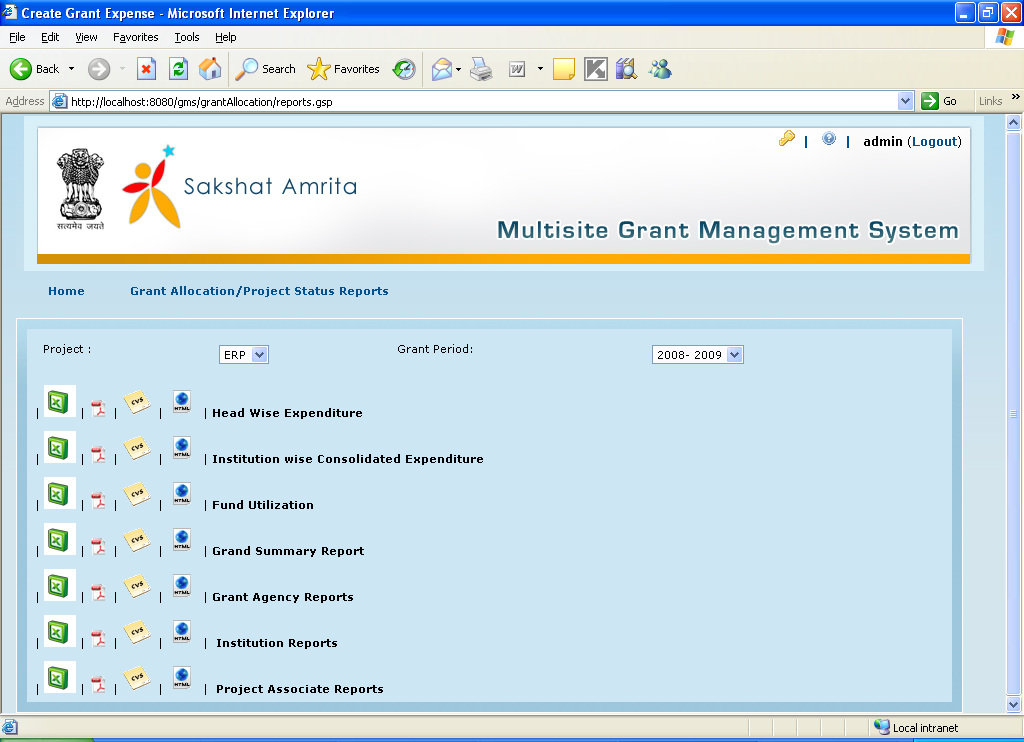 Create Grant Expense - Microsoft Internet Explorer
File Edit View Favorites Tools Help
Back Search Favorites
Address http://localhost:8080/gms/grantAllocation/reports.gsp Go Links »
| | admin (Logout)
सत्यमेव जयते
Sakshat Amrita
Multisite Grant Management System
Home Grant Allocation/Project Status Reports
Project : ERP Grant Period: 2008- 2009
| | | CVS | HTML | Head Wise Expenditure
| | | CVS | HTML | Institution wise Consolidated Expenditure
| | | CVS | HTML | Fund Utilization
| | | CVS | HTML | Grand Summary Report
| | | CVS | HTML | Grant Agency Reports
| | | CVS | HTML | Institution Reports
| | | CVS | HTML | Project Associate Reports
Local intranet